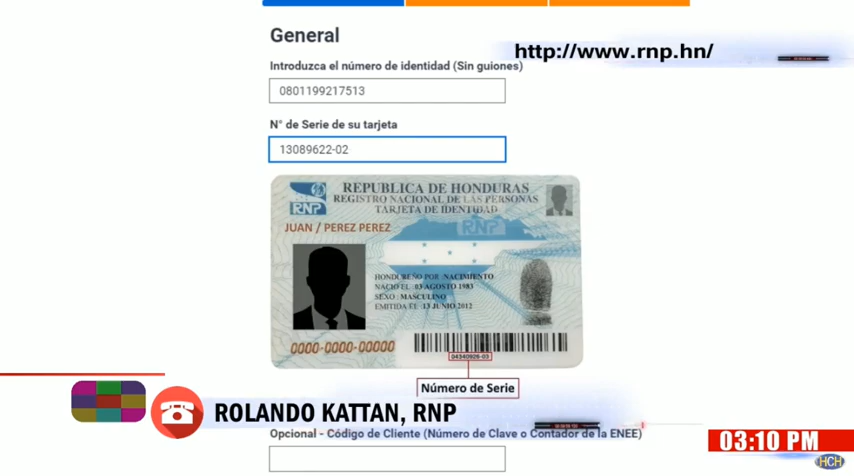 General
http://www.rnp.hn/
Introduzca el número de identidad (Sin guiones)
0801199217513
N° de Serie de su tarjeta
13089622-02
RNP
REPUBLICA DE HONDURAS
REGISTRO NACIONAL DE LAS PERSONAS
TARJETA DE IDENTIDAD
RNP
JUAN / PEREZ PEREZ
HONDUREÑO POR NACIMIENTO
NACIO EL 03 AGOSTO 1983
SEXO: MASCULINO
EMITIDA EL 13 JUNIO 2012
0000-0000-00000
04340926-03
Número de Serie
ROLANDO KATTAN, RNP
Opcional - Código de Cliente (Número de Clave o Contador de la ENEE)
03:10 PM
HCH